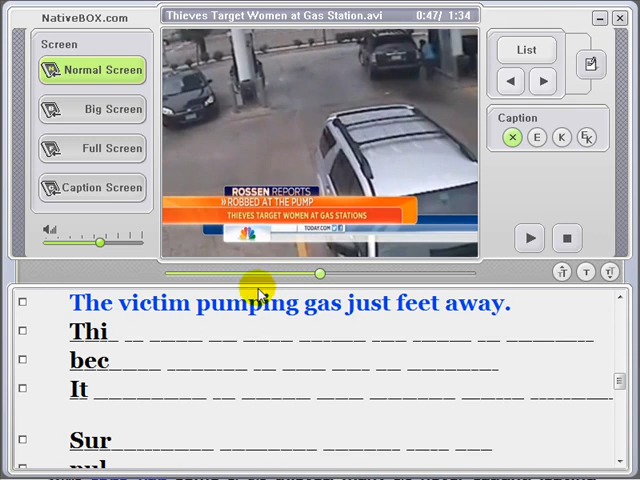 NativeBOX.com
Thieves Target Women at Gas Station.avi
0:47/ 1:34
Screen
Normal Screen
Big Screen
Full Screen
Caption Screen
List
Caption
× E K EK
ROSSEN REPORTS
»ROBBED AT THE PUMP
THIEVES TARGET WOMEN AT GAS STATIONS
TODAY.COM
T T T
The victim pumping gas just feet away.
Thi
bec
It
Sur